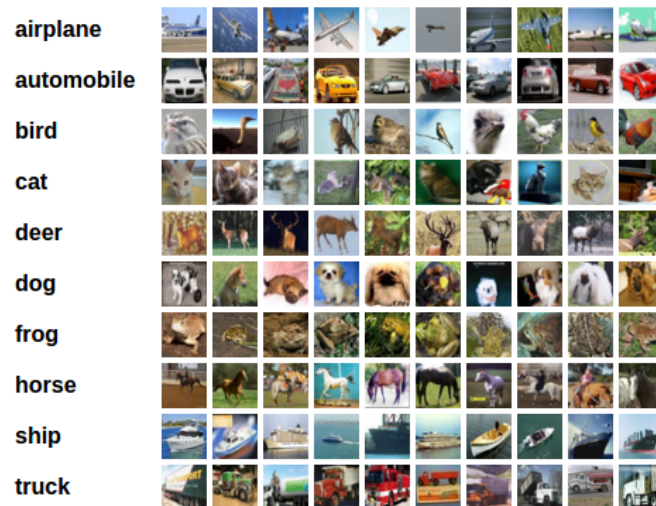 airplane
automobile
bird
cat
deer
dog
frog
horse
ship
truck